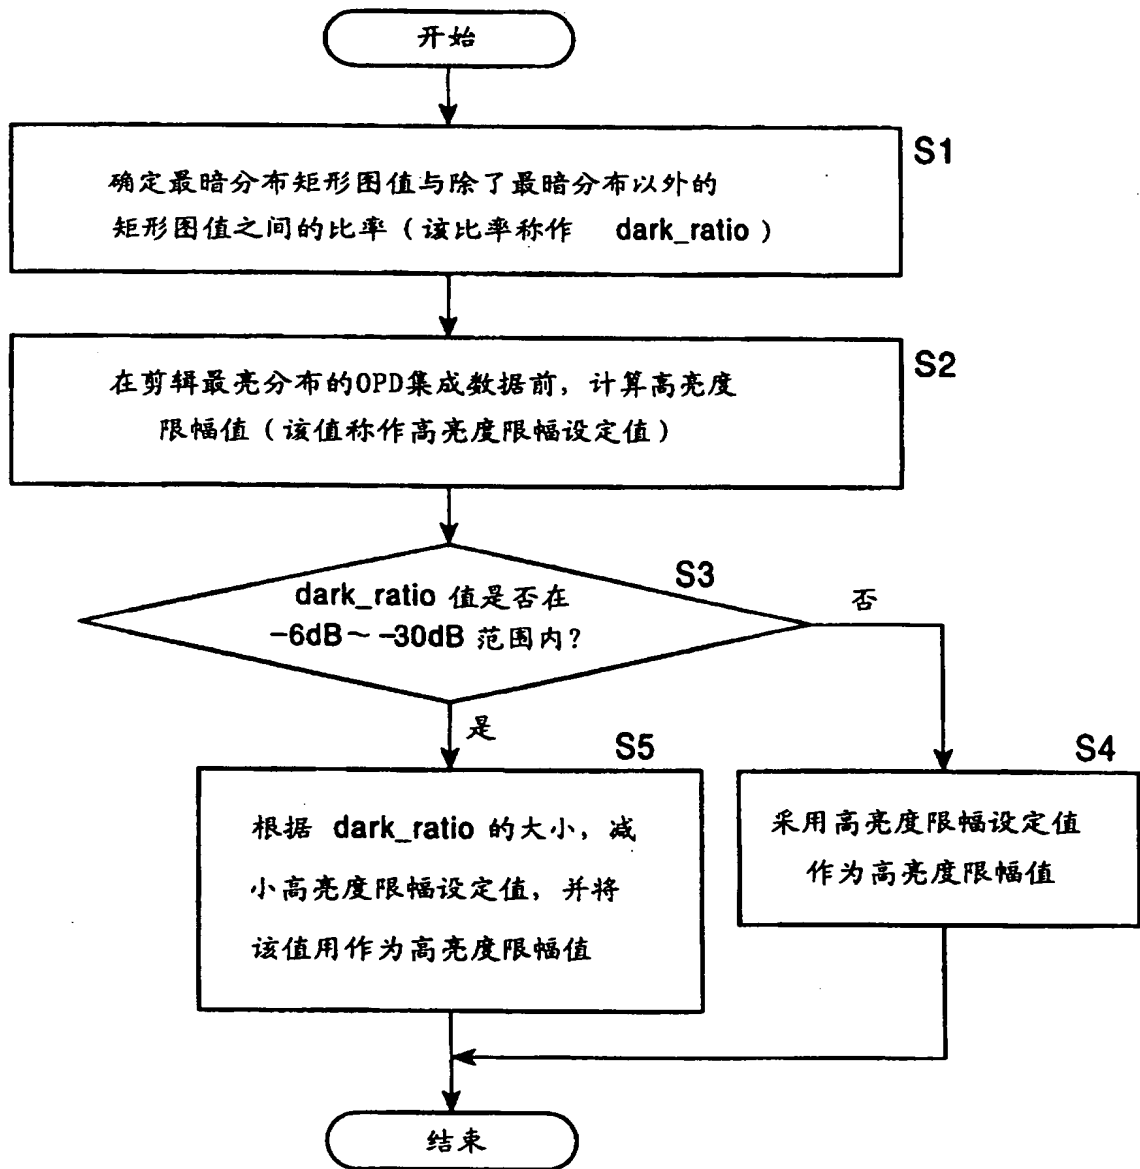 开始
S1
确定最暗分布矩形图值与除了最暗分布以外的
矩形图值之间的比率（该比率称作 dark_ratio）
S2
在剪辑最亮分布的OPD集成数据前，计算高亮度
限幅值（该值称作高亮度限幅设定值）
S3
dark_ratio 值是否在
-6dB～-30dB 范围内？
否
是
S5
根据 dark_ratio 的大小，减
小高亮度限幅设定值，并将
该值用作为高亮度限幅值
S4
采用高亮度限幅设定值
作为高亮度限幅值
结束